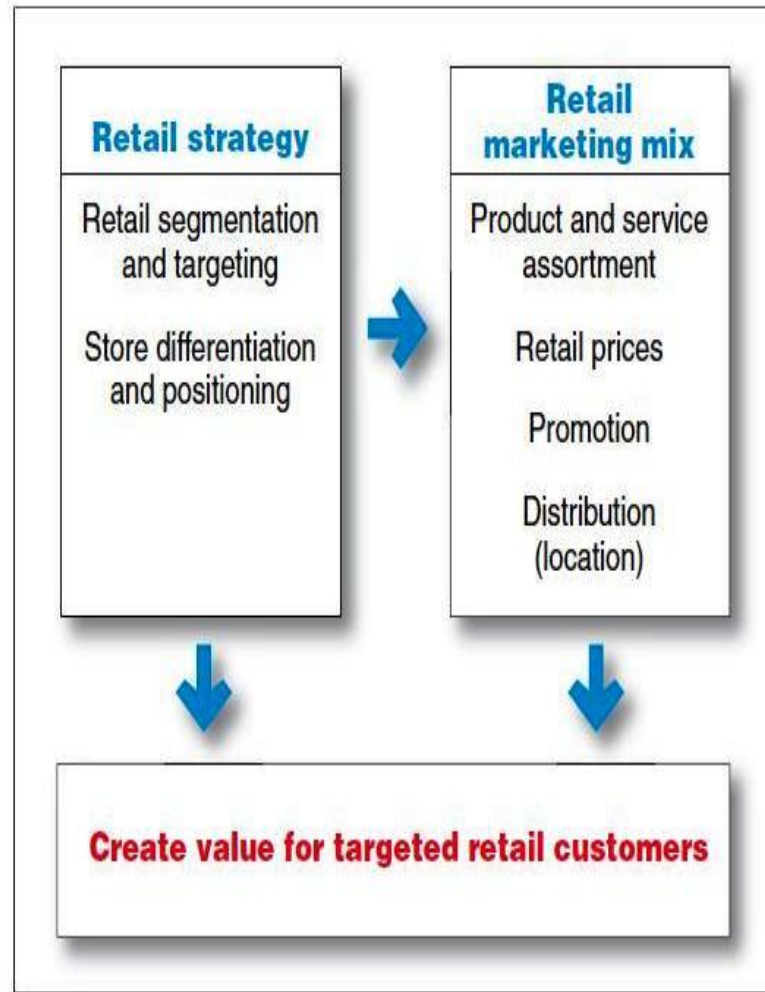 Retail strategy
Retail segmentation
and targeting
Store differentiation
and positioning
Retail
marketing mix
Product and service
assortment
Retail prices
Promotion
Distribution
(location)
Create value for targeted retail customers